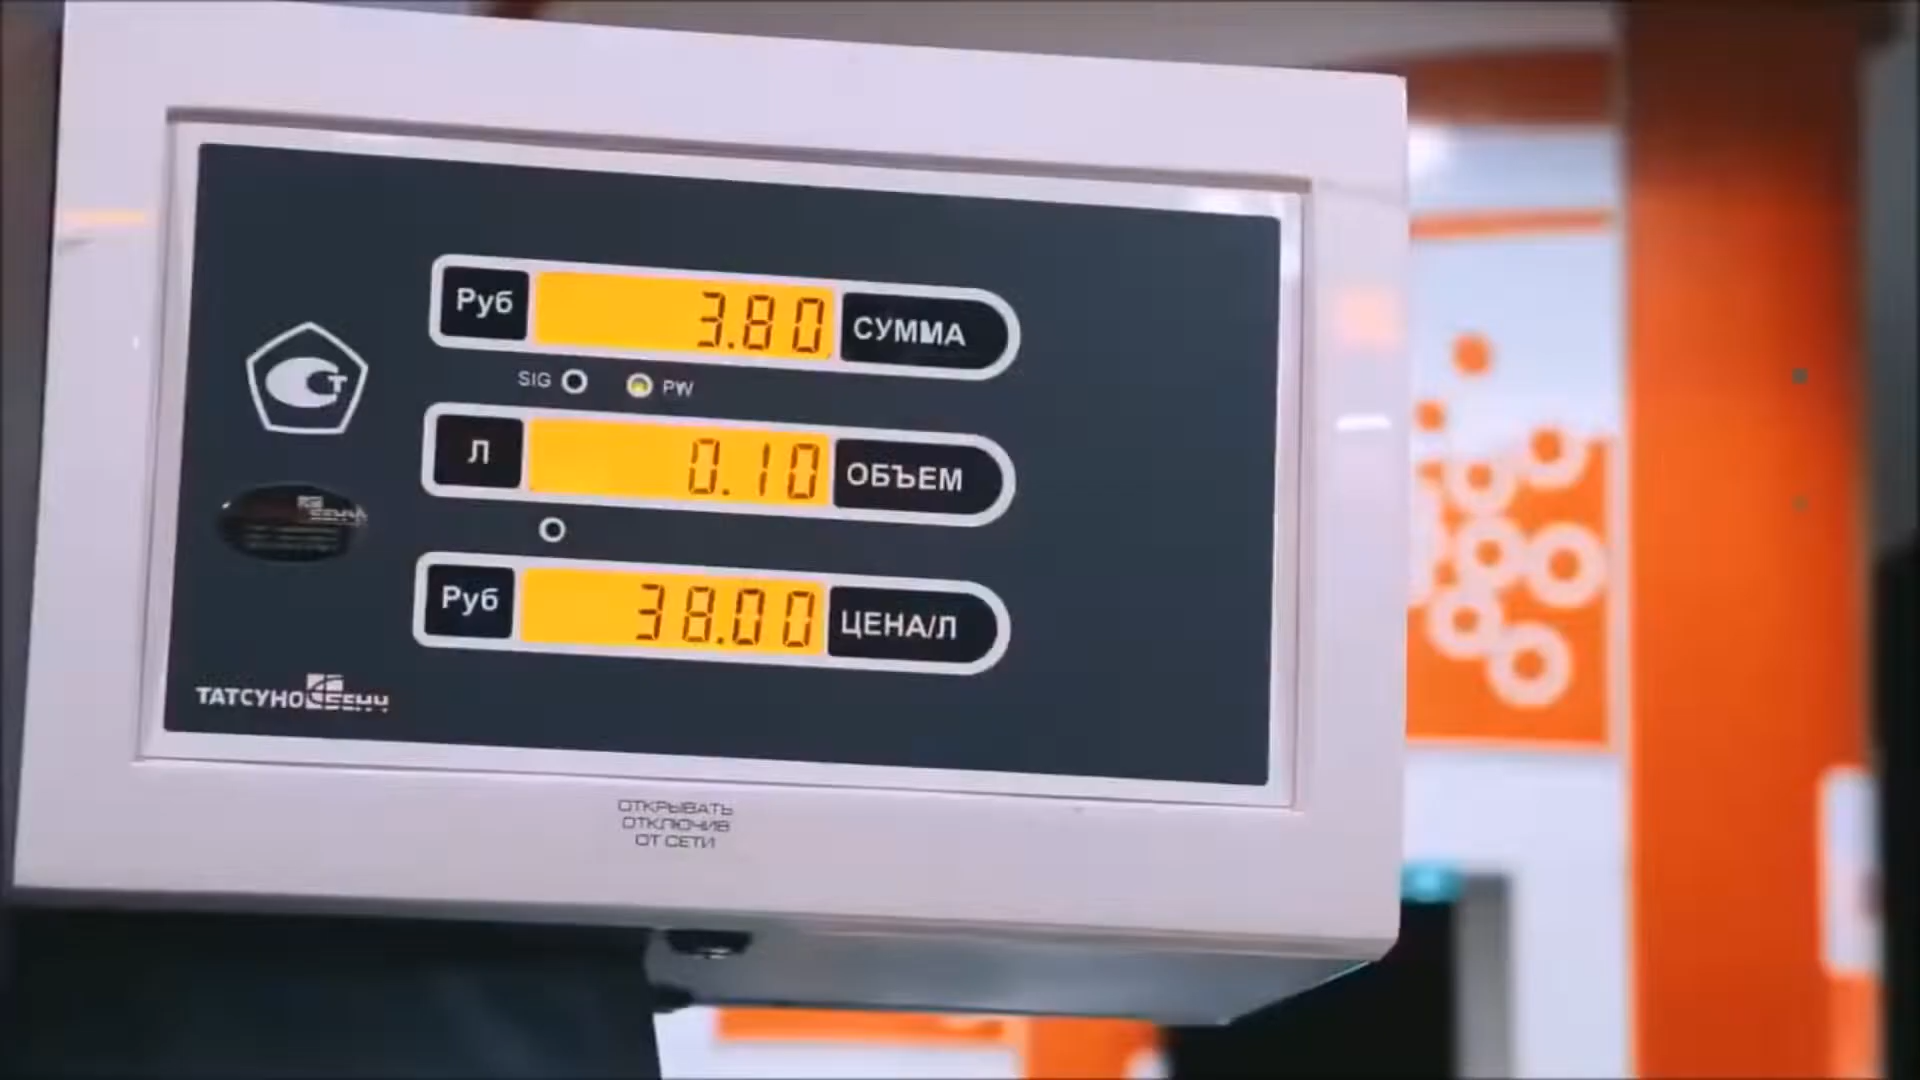 Руб 3.80 СУММА
SIG PW
Л 0.10 ОБЪЕМ
Руб 38.00 ЦЕНА/Л
ТАТСУНО БЕНЧ
ОТКРЫВАТЬ
ОТКЛЮЧИВ
ОТ СЕТИ